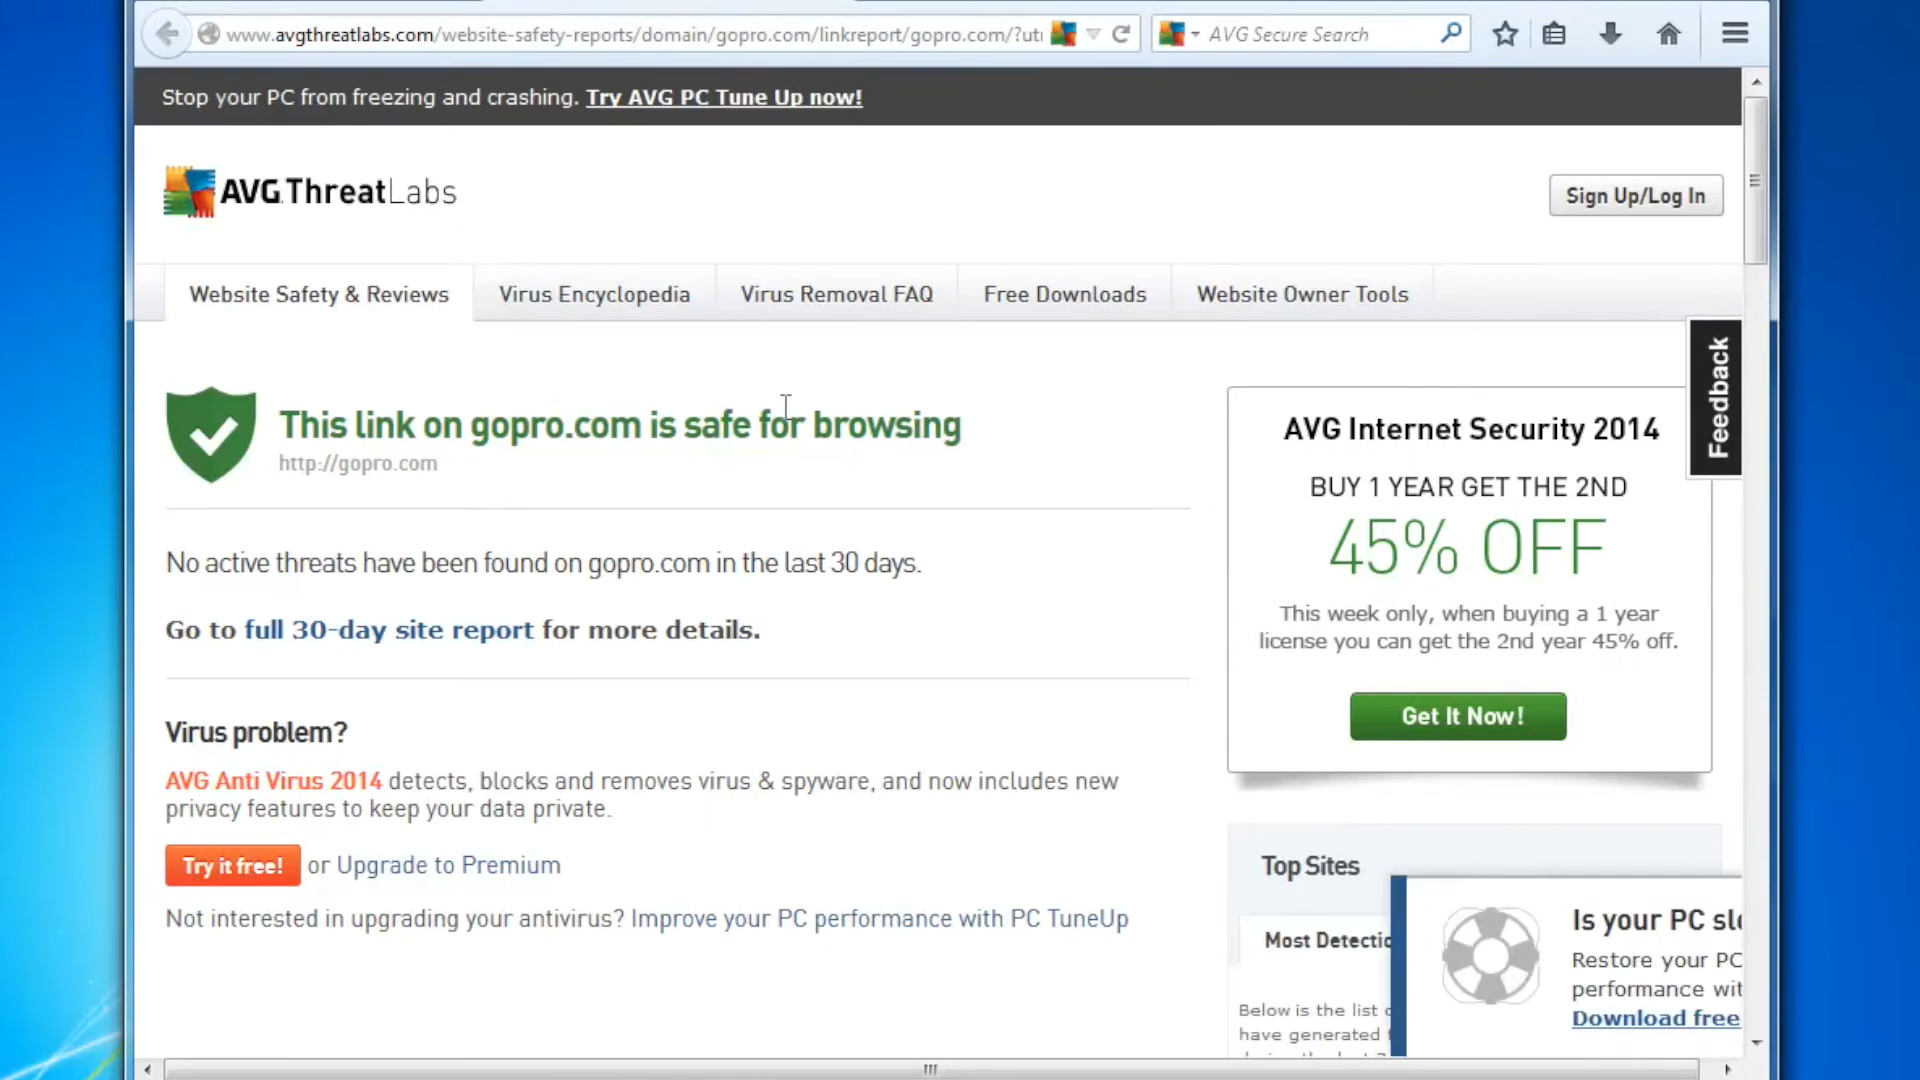 www.avgthreatlabs.com/website-safety-reports/domain/gopro.com/linkreport/gopro.com/?ut
AVG Secure Search
Stop your PC from freezing and crashing. Try AVG PC Tune Up now!
AVG ThreatLabs
Sign Up/Log In
Website Safety & Reviews
Virus Encyclopedia
Virus Removal FAQ
Free Downloads
Website Owner Tools
Feedback
This link on gopro.com is safe for browsing
http://gopro.com
No active threats have been found on gopro.com in the last 30 days.
Go to full 30-day site report for more details.
Virus problem?
AVG Anti Virus 2014 detects, blocks and removes virus & spyware, and now includes new
privacy features to keep your data private.
Try it free! or Upgrade to Premium
Not interested in upgrading your antivirus? Improve your PC performance with PC TuneUp
AVG Internet Security 2014
BUY 1 YEAR GET THE 2ND
45% OFF
This week only, when buying a 1 year
license you can get the 2nd year 45% off.
Get It Now!
Top Sites
Most Detectio
Below is the list
have generated
Is your PC sl
Restore your PC
performance wit
Download free